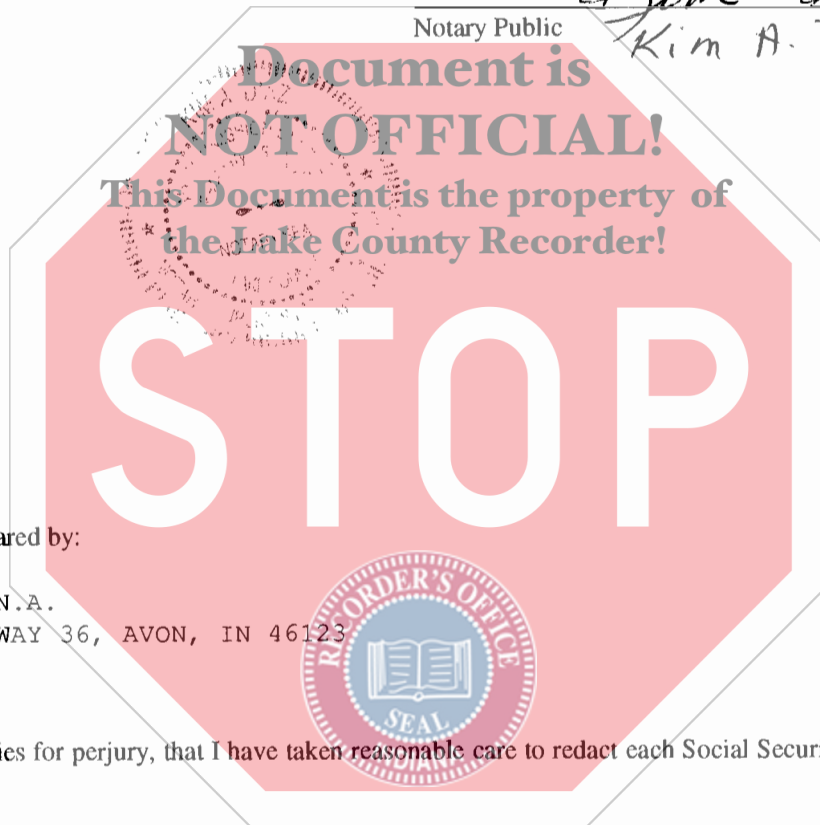 Notary Public
Kim A.
Document is
NOT OFFICIAL!
This Document is the property of
the Lake County Recorder!
STOP
ared by:
N.A.
WAY 36, AVON, IN 46123
RECORDER'S OFFICE
SEAL
INDIANA
ies for perjury, that I have taken reasonable care to redact each Social Securi